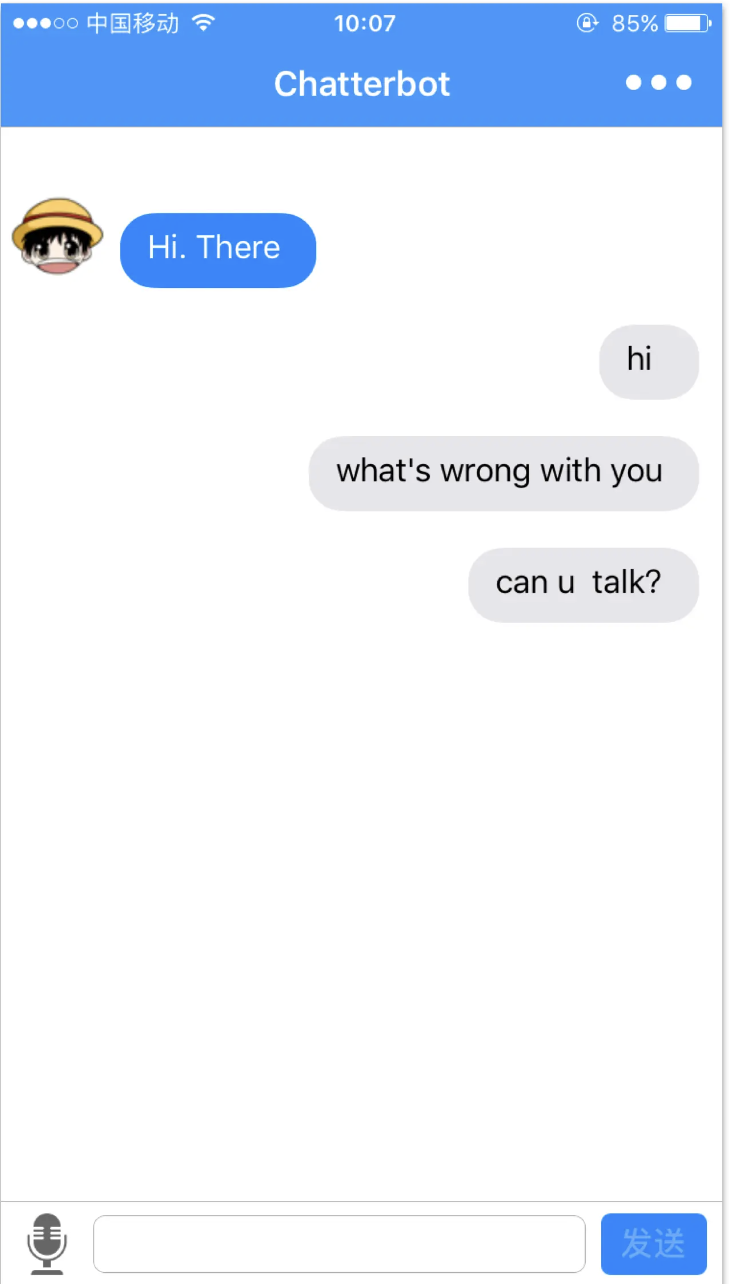 中国移动
10:07
85%
Chatterbot
Hi. There
hi
what's wrong with you
can u  talk?
发送